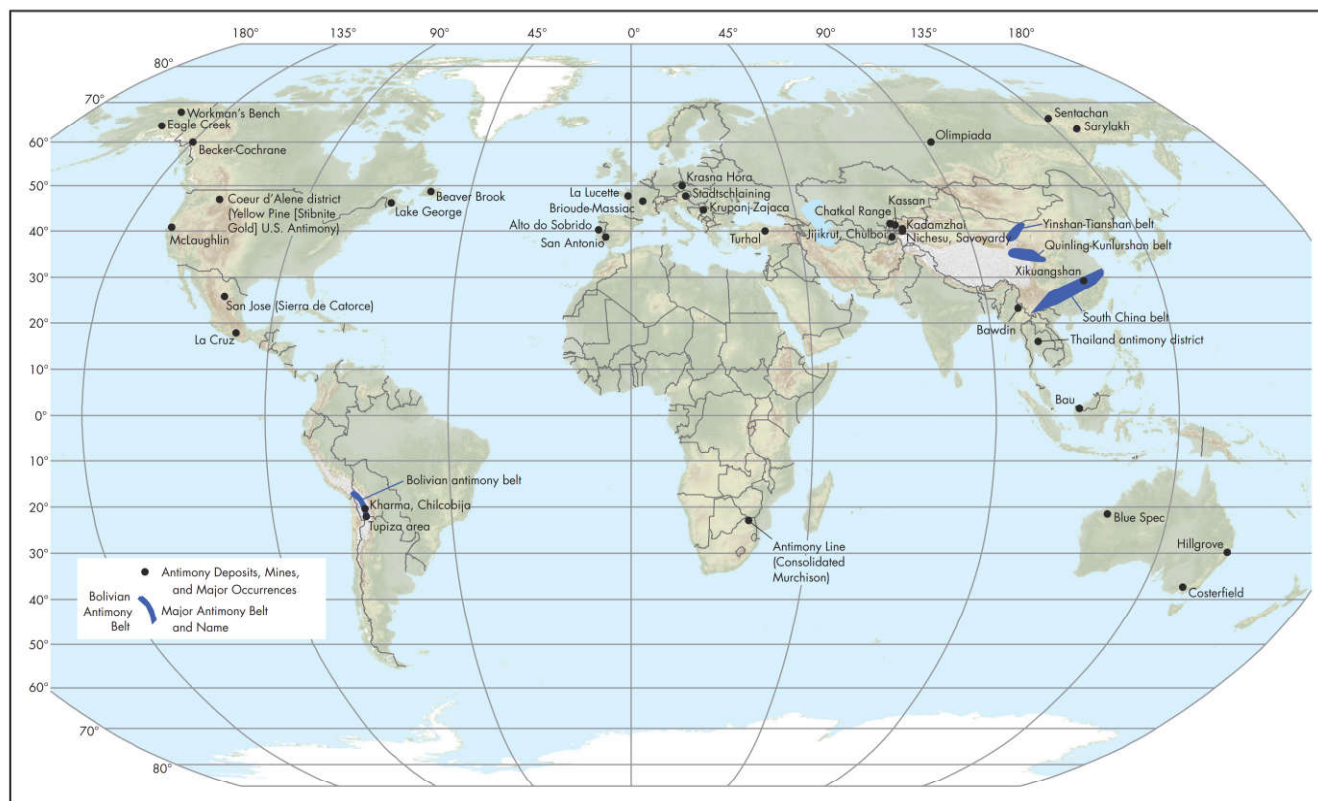 180°
135°
90°
45°
0°
45°
90°
135°
180°
80°
70°
60°
50°
40°
30°
20°
10°
0°
10°
20°
30°
40°
50°
60°
70°
80°
Workman's Bench
Eagle Creek
Becker-Cochrane
Coeur d'Alene district
(Yellow Pine [Stibnite
Gold] U.S. Antimony)
McLaughlin
Beaver Brook
Lake George
San Jose (Sierra de Catorce)
La Cruz
Bolivian antimony belt
Kharma, Chilcobija
Tupiza area
La Lucette
Brioude-Massiac
Alto do Sobrido
San Antonio
Krasna Hora
Stadtschlaining
Krupanj-Zajaca
Turhal
Olimpiada
Sentachan
Sarylakh
Kassan
Chatkal Range
Kadamzhai
Jijikrut, Chulboi
Nichesu, Savoyardy
Yinshan-Tianshan belt
Quinling-Kunlurshan belt
Xikuangshan
South China belt
Bawdin
Thailand antimony district
Bau
Antimony Line
(Consolidated
Murchison)
Blue Spec
Hillgrove
Costerfield
Antimony Deposits, Mines,
and Major Occurrences
Bolivian
Antimony
Belt
Major Antimony Belt
and Name